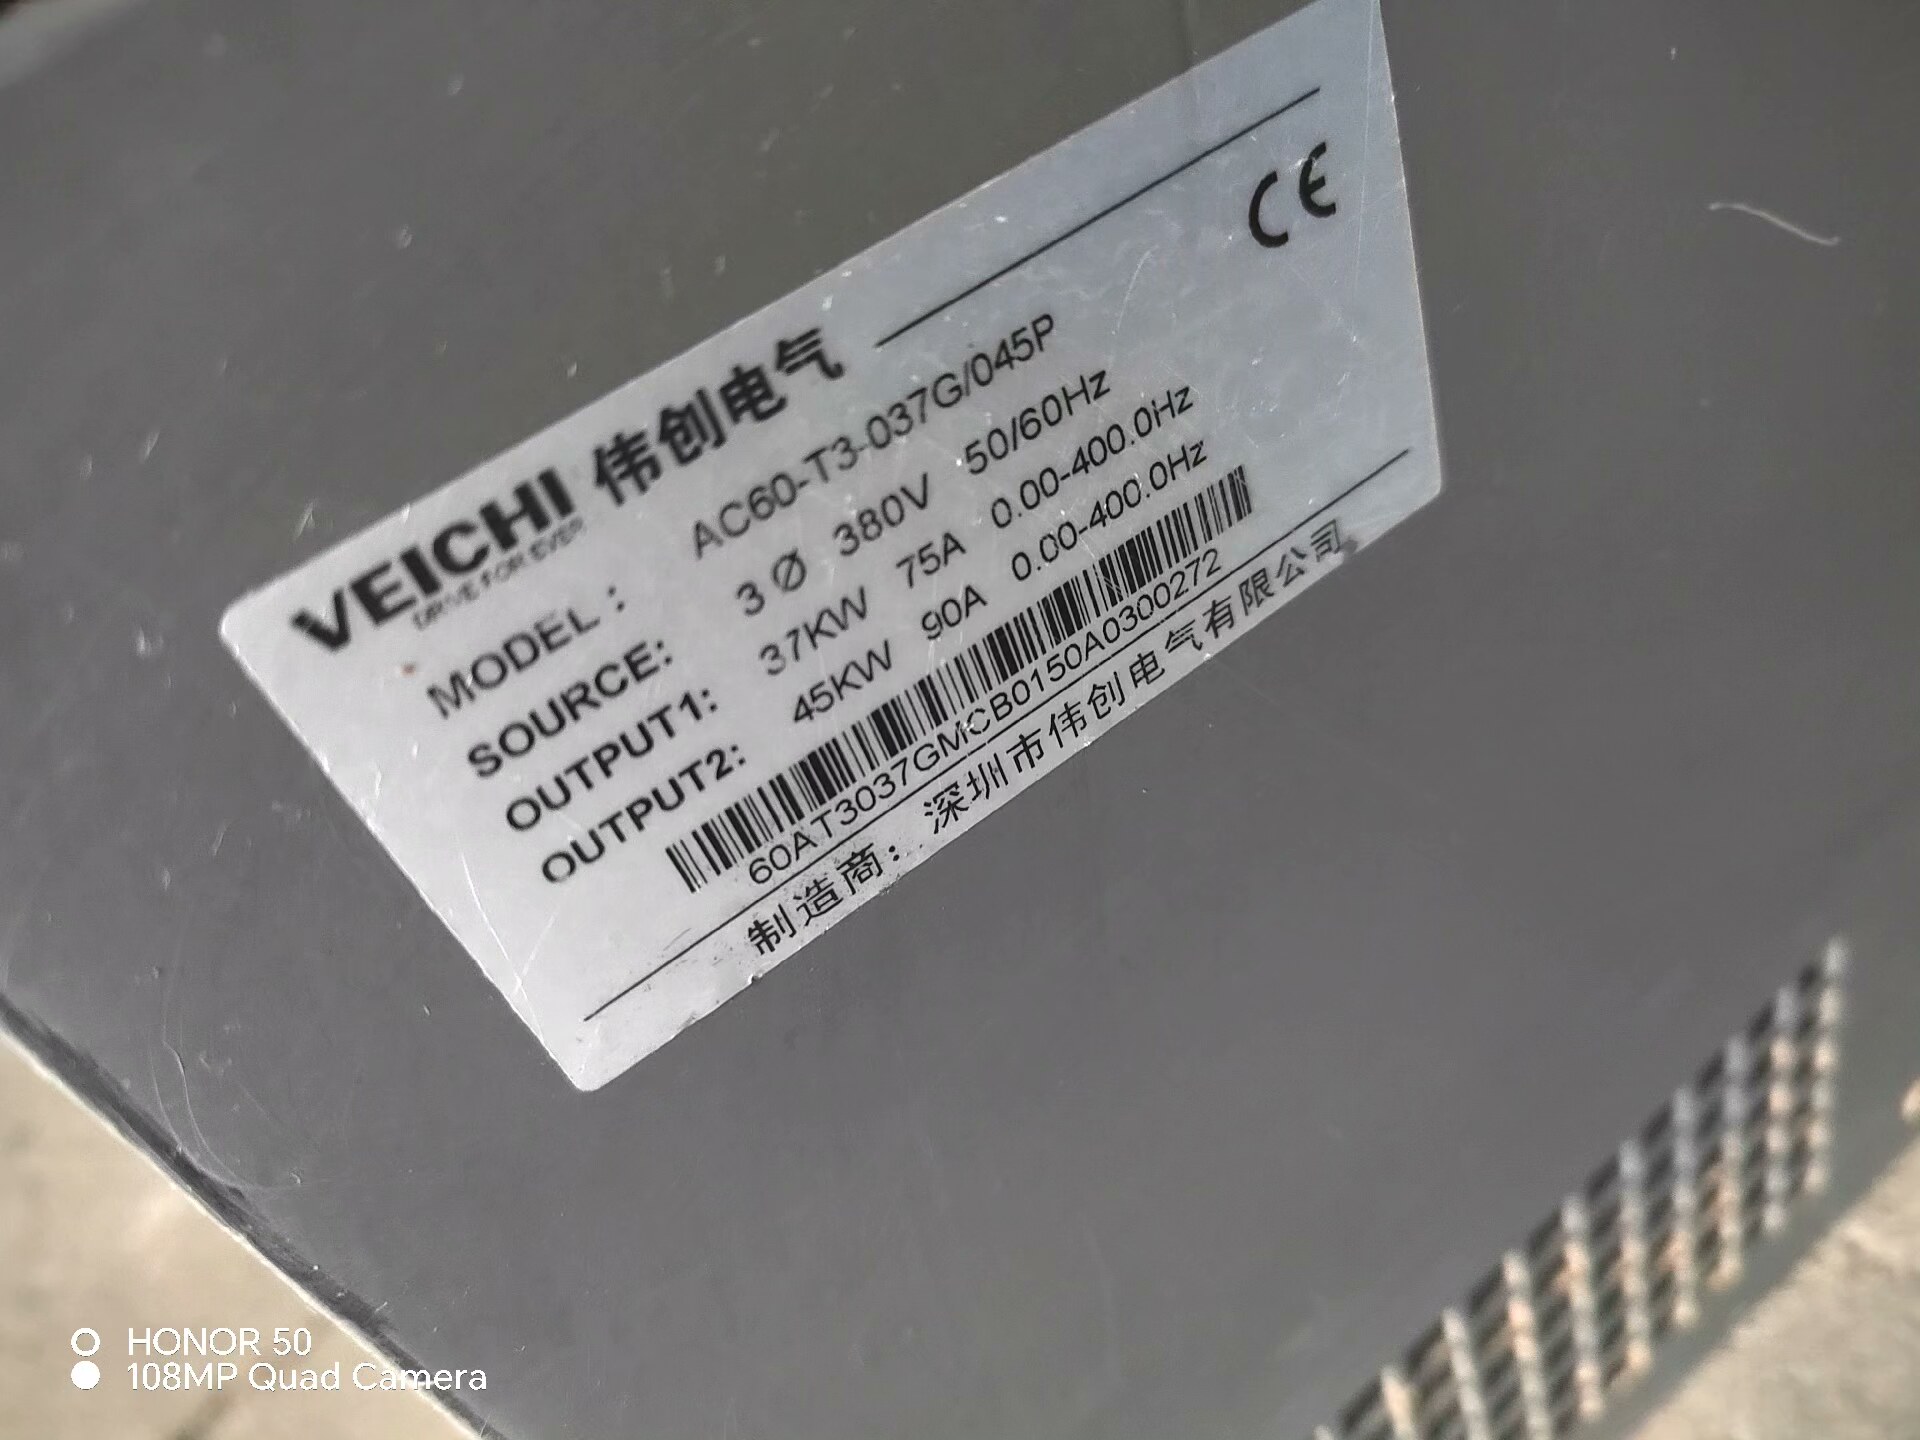 VEICHI 伟创电气
DRIVE FOR EVER
CE
MODEL: AC60-T3-037G/045P
SOURCE: 3Ø 380V 50/60Hz
OUTPUT1: 37KW 75A 0.00-400.0Hz
OUTPUT2: 45KW 90A 0.00-400.0Hz
60AT3037GMCB0150A0300272
制造商: 深圳市伟创电气有限公司
HONOR 50
108MP Quad Camera